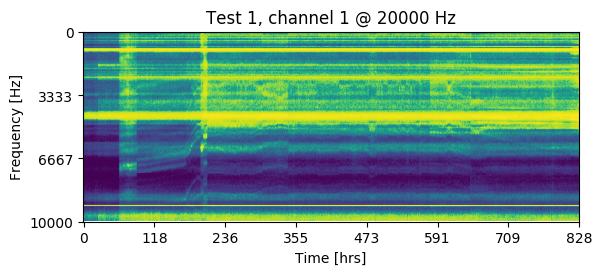 Test 1, channel 1 @ 20000 Hz
Frequency [Hz]
0
3333
6667
10000
0 118 236 355 473 591 709 828
Time [hrs]